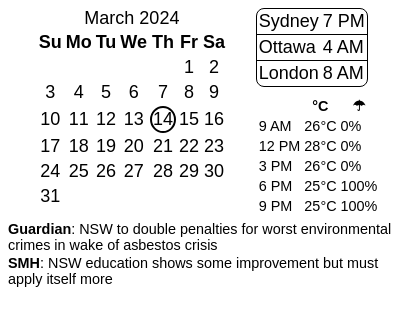 March 2024
Su Mo Tu We Th Fr Sa
1 2
3 4 5 6 7 8 9
10 11 12 13 14 15 16
17 18 19 20 21 22 23
24 25 26 27 28 29 30
31
Sydney 7 PM
Ottawa 4 AM
London 8 AM
°C ☂
9 AM 26°C 0%
12 PM 28°C 0%
3 PM 26°C 0%
6 PM 25°C 100%
9 PM 25°C 100%
Guardian: NSW to double penalties for worst environmental
crimes in wake of asbestos crisis
SMH: NSW education shows some improvement but must
apply itself more